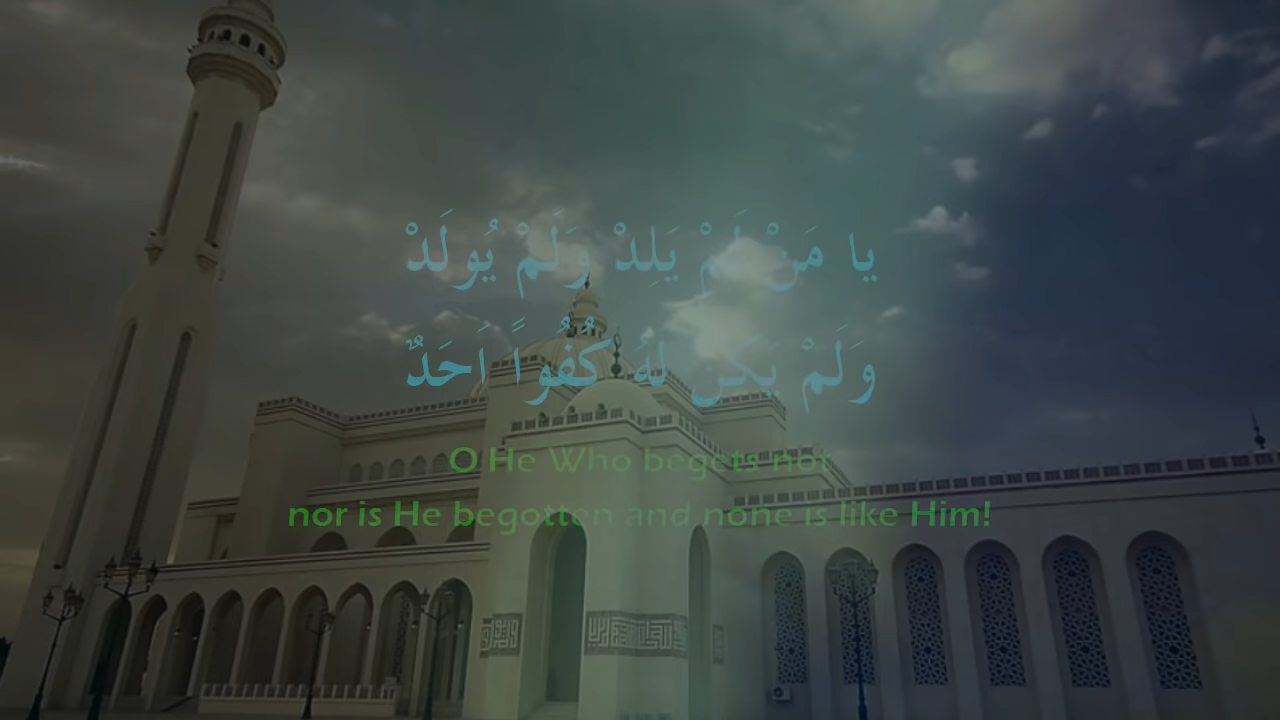 يا مَنْ لَمْ يَلِدْ وَلَمْ يُولَدْ
وَلَمْ يَكُنْ لَهُ كُفُواً اَحَدٌ
O He Who begets not
nor is He begotten and none is like Him!